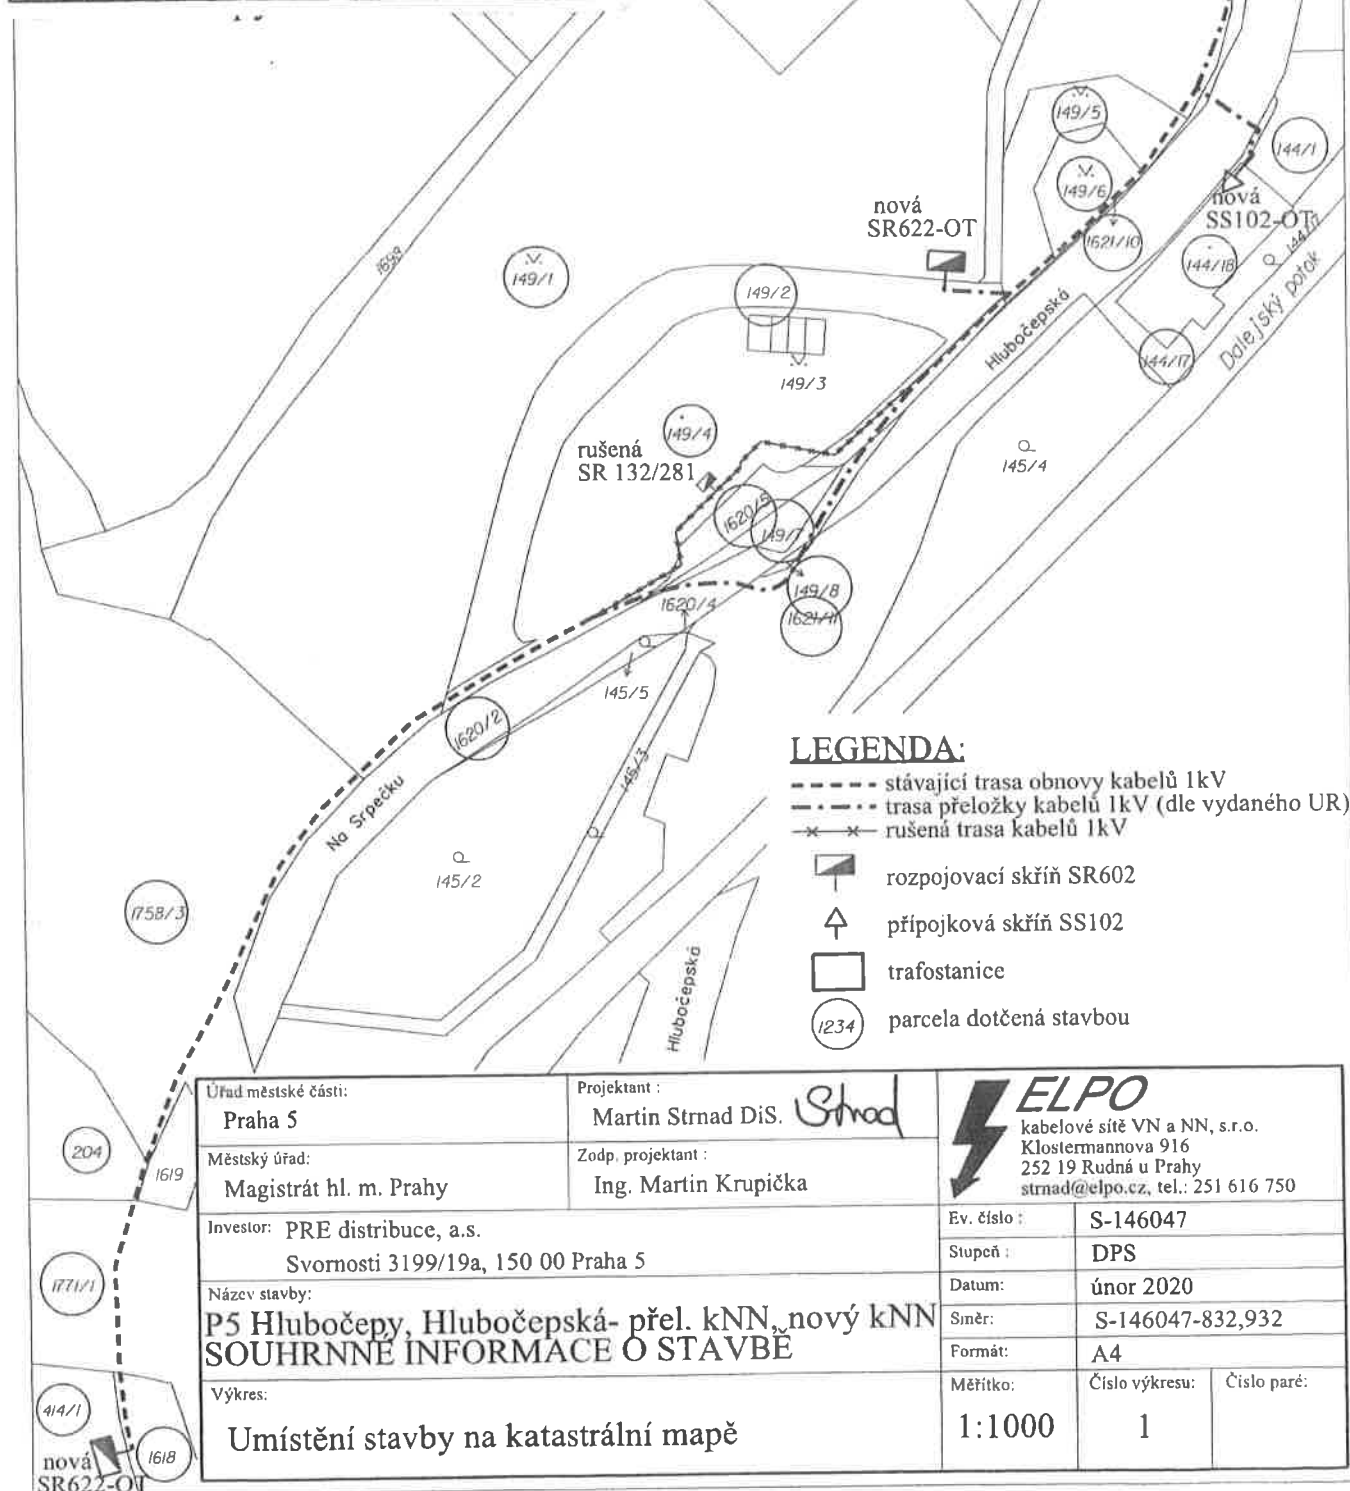 149/5
144/1
149/6
nová
SR622-OT
nová
SS102-OT
1621/10
144/18
144/17
1699
149/1
149/2
Hlubočepská
Dalejský potok
144/17
149/3
149/4
145/4
rušená
SR 132/281
1620/5
149/7
149/8
1620/4
1621/11
145/5
1620/2
146/3
Na Srpečku
145/2
1758/3
Hlubočepská
LEGENDA:
stávající trasa obnovy kabelů 1kV
trasa přeložky kabelů 1kV (dle vydaného UR)
rušená trasa kabelů 1kV
rozpojovací skříň SR602
přípojková skříň SS102
trafostanice
1234 parcela dotčená stavbou
204
1619
1771/1
414/1
1618
nová
SR622-OT
Úřad městské části:
Praha 5
Projektant :
Martin Strnad DiS. Strnad
Městský úřad:
Magistrát hl. m. Prahy
Zodp. projektant :
Ing. Martin Krupička
ELPO
kabelové sítě VN a NN, s.r.o.
Klostermannova 916
252 19 Rudná u Prahy
strnad@elpo.cz, tel.: 251 616 750
Investor: PRE distribuce, a.s.
Svornosti 3199/19a, 150 00 Praha 5
Ev. číslo : S-146047
Stupeň : DPS
Datum: únor 2020
Směr: S-146047-832,932
Formát: A4
Název stavby:
P5 Hlubočepy, Hlubočepská- přel. kNN, nový kNN
SOUHRNNÉ INFORMACE O STAVBĚ
Výkres:
Umístění stavby na katastrální mapě
Měřítko:
1:1000
Číslo výkresu:
1
Číslo paré: